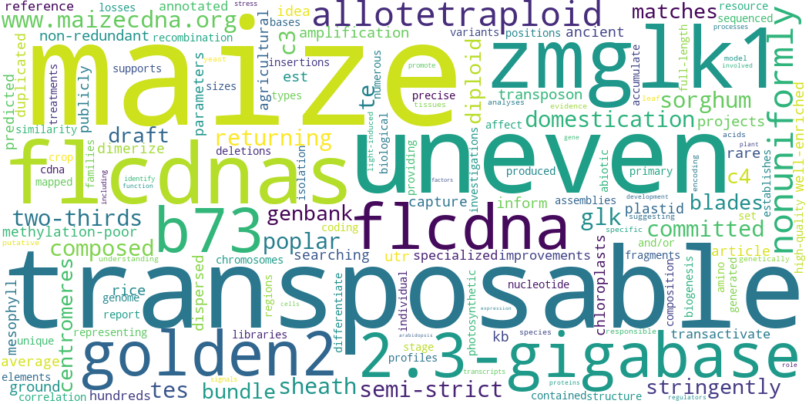 reference
losses
annotated
idea
allotetraploid
matches
resource
stress
www.maizecdna.org
bases
variants
positions
ancient
sequenced
non-redundant
recombination
c3
amplification
processes
maize
zmglk1
predicted
duplicated
treatments
publicly
parameters
agricultural
supports
insertions
est
te
numerous
diploid
promote
precise
transposon
accumulate
full-length
model
involved
nonuniformly
well-enriched
high-quality
sizes
types
tissues
analyses
evidence
sorghum
similarity
draft
families
returning
biological
light-induced
affect
domestication
projects
crop
dimerize
deletions
isolation
providing
investigations
gene
rare
acids
plant
flcdnas
uneven
c4
cdna
mapped
including
identify
function
produced
primary
abiotic
encoding
establishes
capture
factors
inform
assemblies
development
suggesting
set
blades
two-thirds
b73
genbank
coding
flcdna
glk
plastid
specific
committed
methylation-poor
putative
composed
poplar
utr
and/or
article
understanding
chromosomes
searching
specialized
improvements
fragments
transposable
mesophyll
rice
genome
report
centromeres
dispersed
regions
cells
differentiate
individual
arabidopsis
photosynthetic
nucleotide
expression
species
chloroplasts
responsible
composition
biogenesis
amino
generated
genetically
unique
representing
libraries
kb
transactivate
average
golden2
stage
2.3-gigabase
elements
profiles
transcripts
role
ground
tes
bundle
sheath
signals
semi-strict
proteins
stringently
correlation
hundreds
contained
structure
regulators